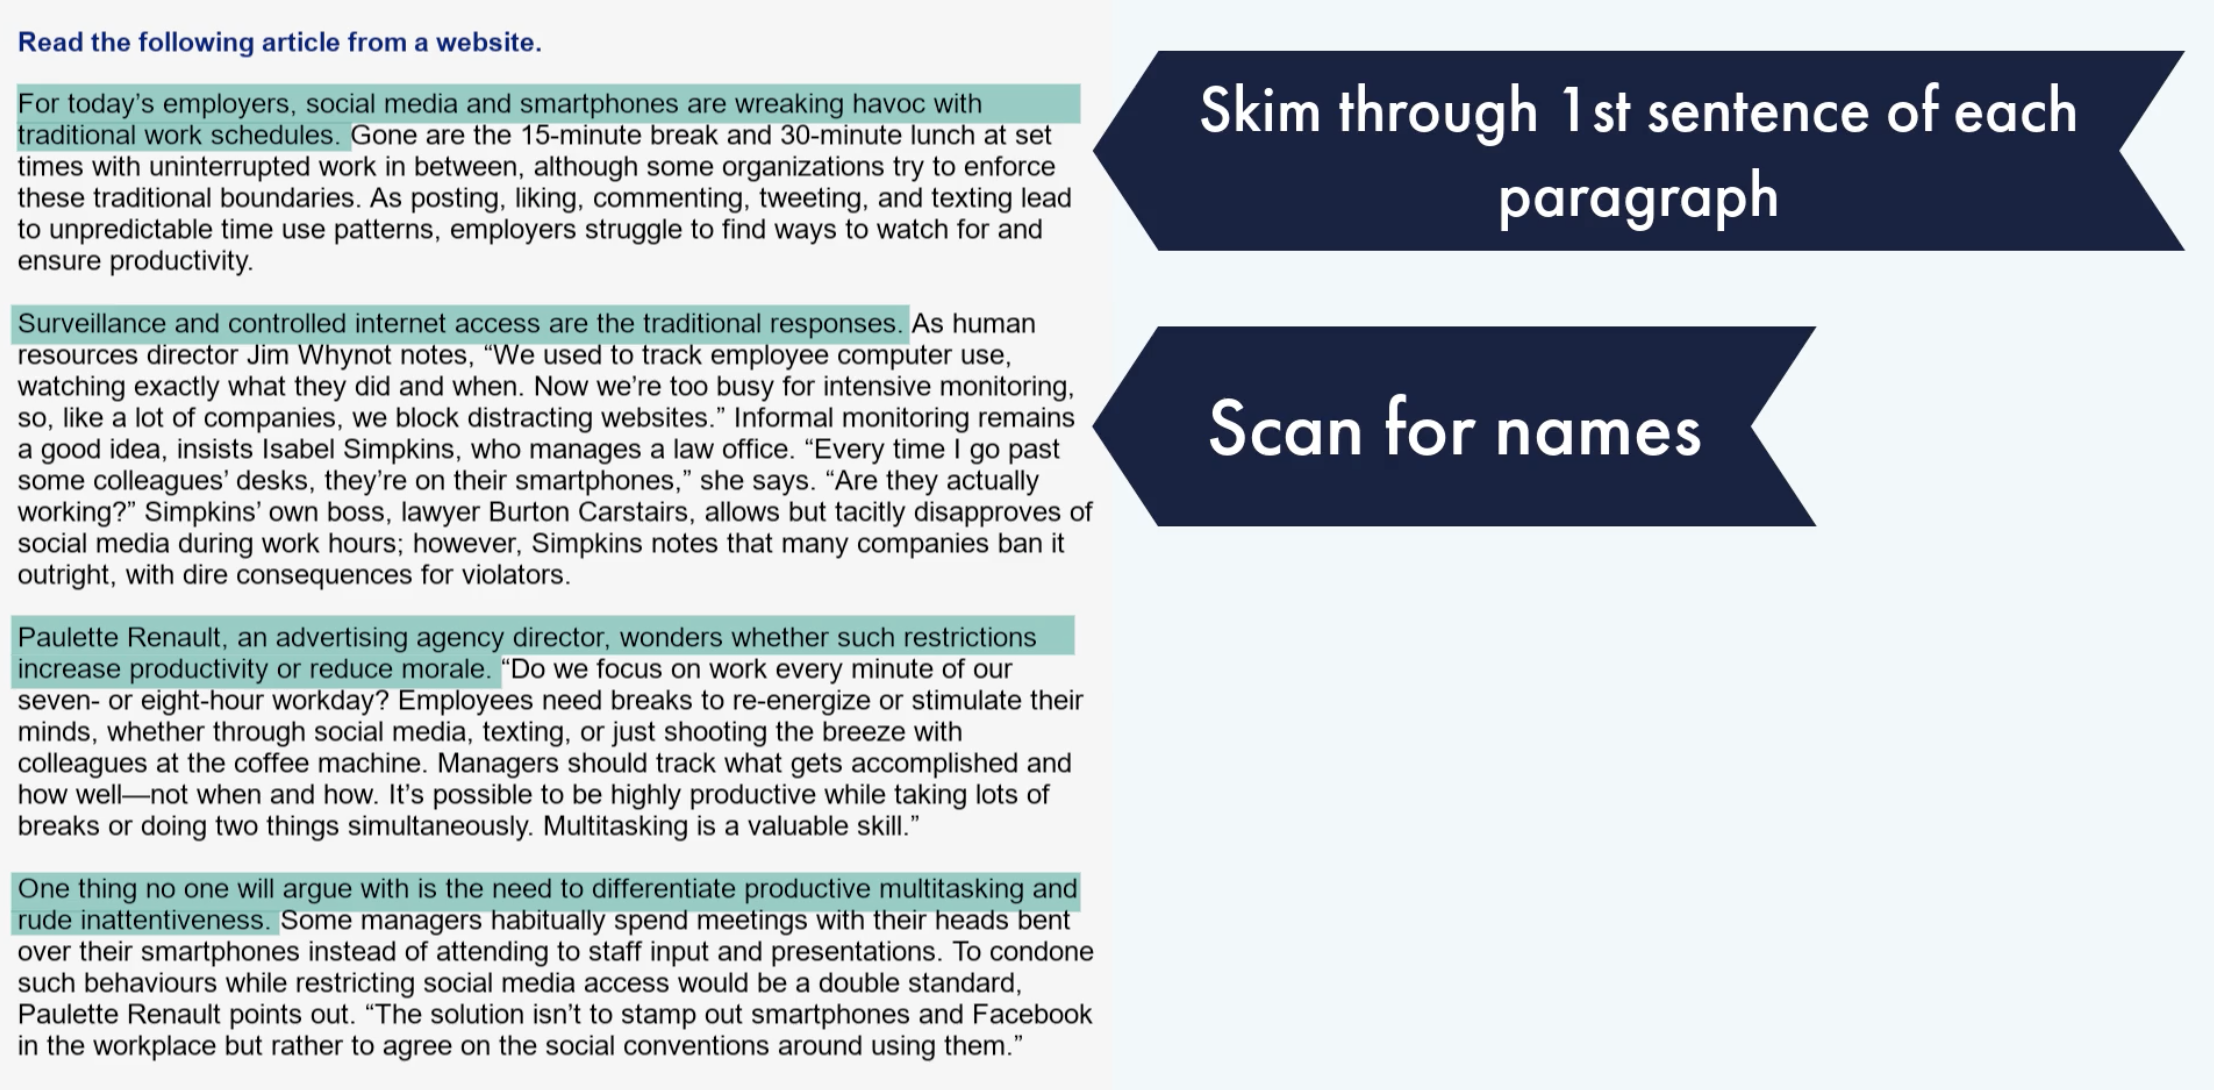 Read the following article from a website.
For today’s employers, social media and smartphones are wreaking havoc with
traditional work schedules. Gone are the 15-minute break and 30-minute lunch at set
times with uninterrupted work in between, although some organizations try to enforce
these traditional boundaries. As posting, liking, commenting, tweeting, and texting lead
to unpredictable time use patterns, employers struggle to find ways to watch for and
ensure productivity.
Surveillance and controlled internet access are the traditional responses. As human
resources director Jim Whynot notes, “We used to track employee computer use,
watching exactly what they did and when. Now we’re too busy for intensive monitoring,
so, like a lot of companies, we block distracting websites.” Informal monitoring remains
a good idea, insists Isabel Simpkins, who manages a law office. “Every time I go past
some colleagues’ desks, they’re on their smartphones,” she says. “Are they actually
working?” Simpkins’ own boss, lawyer Burton Carstairs, allows but tacitly disapproves of
social media during work hours; however, Simpkins notes that many companies ban it
outright, with dire consequences for violators.
Paulette Renault, an advertising agency director, wonders whether such restrictions
increase productivity or reduce morale. “Do we focus on work every minute of our
seven- or eight-hour workday? Employees need breaks to re-energize or stimulate their
minds, whether through social media, texting, or just shooting the breeze with
colleagues at the coffee machine. Managers should track what gets accomplished and
how well—not when and how. It’s possible to be highly productive while taking lots of
breaks or doing two things simultaneously. Multitasking is a valuable skill.”
One thing no one will argue with is the need to differentiate productive multitasking and
rude inattentiveness. Some managers habitually spend meetings with their heads bent
over their smartphones instead of attending to staff input and presentations. To condone
such behaviours while restricting social media access would be a double standard,
Paulette Renault points out. “The solution isn’t to stamp out smartphones and Facebook
in the workplace but rather to agree on the social conventions around using them.”
Skim through 1st sentence of each
paragraph
Scan for names